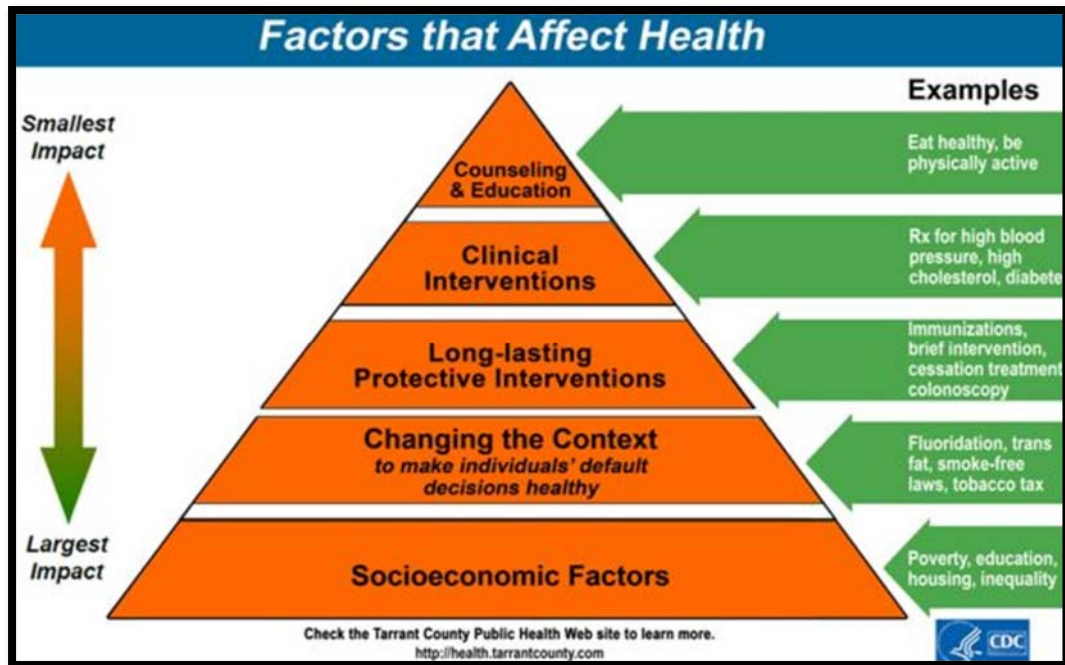 Factors that Affect Health
Examples
Smallest
Impact
Counseling
& Education
Eat healthy, be
physically active
Clinical
Interventions
Rx for high blood
pressure, high
cholesterol, diabete
Long-lasting
Protective Interventions
Immunizations,
brief intervention,
cessation treatment
colonoscopy
Changing the Context
to make individuals' default
decisions healthy
Fluoridation, trans
fat, smoke-free
laws, tobacco tax
Largest
Impact
Socioeconomic Factors
Poverty, education,
housing, inequality
Check the Tarrant County Public Health Web site to learn more.
http://health.tarrantcounty.com
CDC